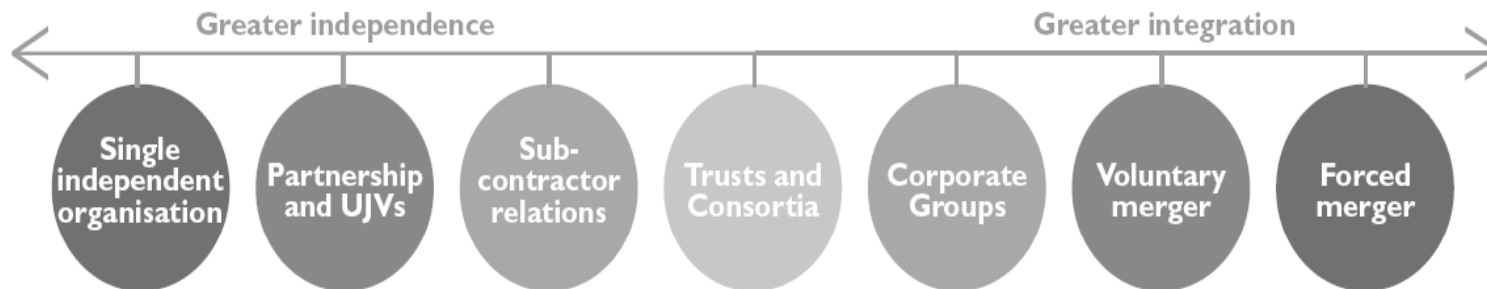 Greater independence
Greater integration
Single
independent
organisation
Partnership
and UJVs
Sub-
contractor
relations
Trusts and
Consortia
Corporate
Groups
Voluntary
merger
Forced
merger